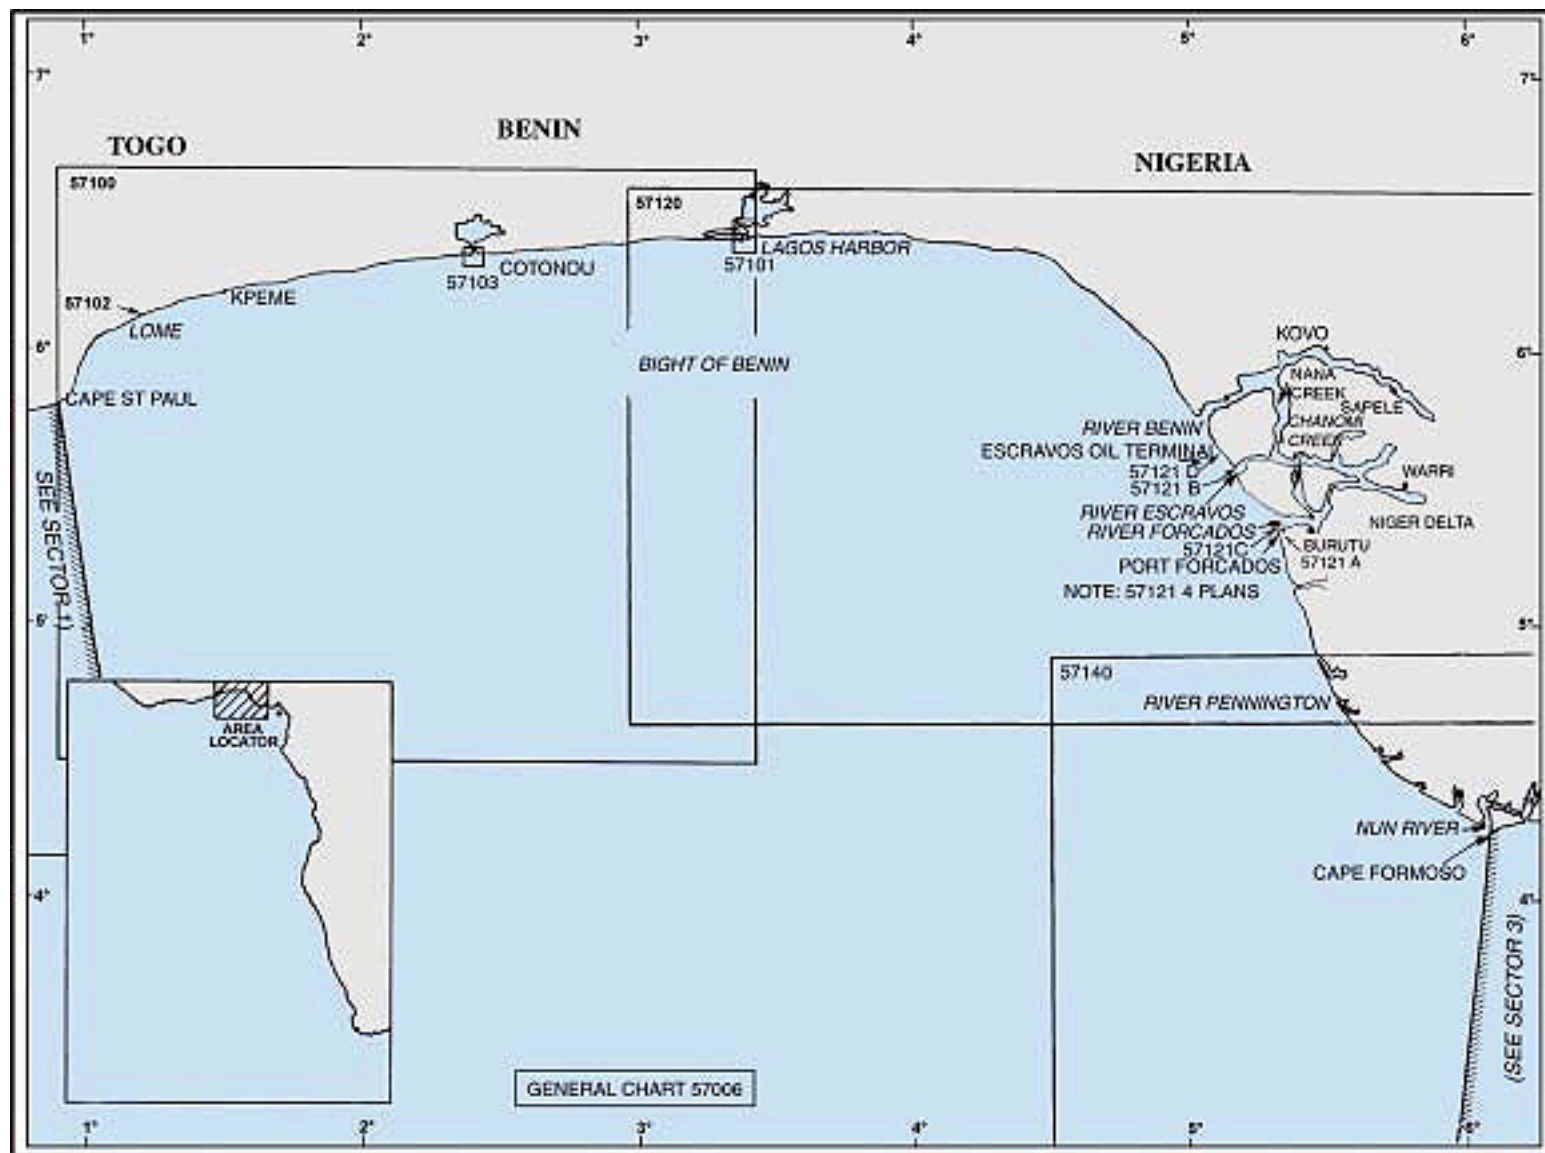 1° 2° 3° 4° 5° 6°
7° 7°
TOGO
BENIN
NIGERIA
57100
57120
LAGOS HARBOR
57101
COTONOU
57103
KPEME
57102
LOME
6° 6°
BIGHT OF BENIN
KOVO
NANA
CREEK
SAPELE
CHANOMI
CREEK
CAPE ST PAUL
RIVER BENIN
ESCRAVOS OIL TERMINAL
57121 D
57121 B
WARRI
RIVER ESCRAVOS
NIGER DELTA
RIVER FORCADOS
57121C
BURUTU
57121 A
PORT FORCADOS
NOTE: 57121 4 PLANS
SEE SECTOR 1)
5° 5°
57140
RIVER PENNINGTON
AREA
LOCATOR
NUN RIVER
CAPE FORMOSO
4° 4°
(SEE SECTOR 3)
GENERAL CHART 57006
1° 2° 3° 4° 5° 6°